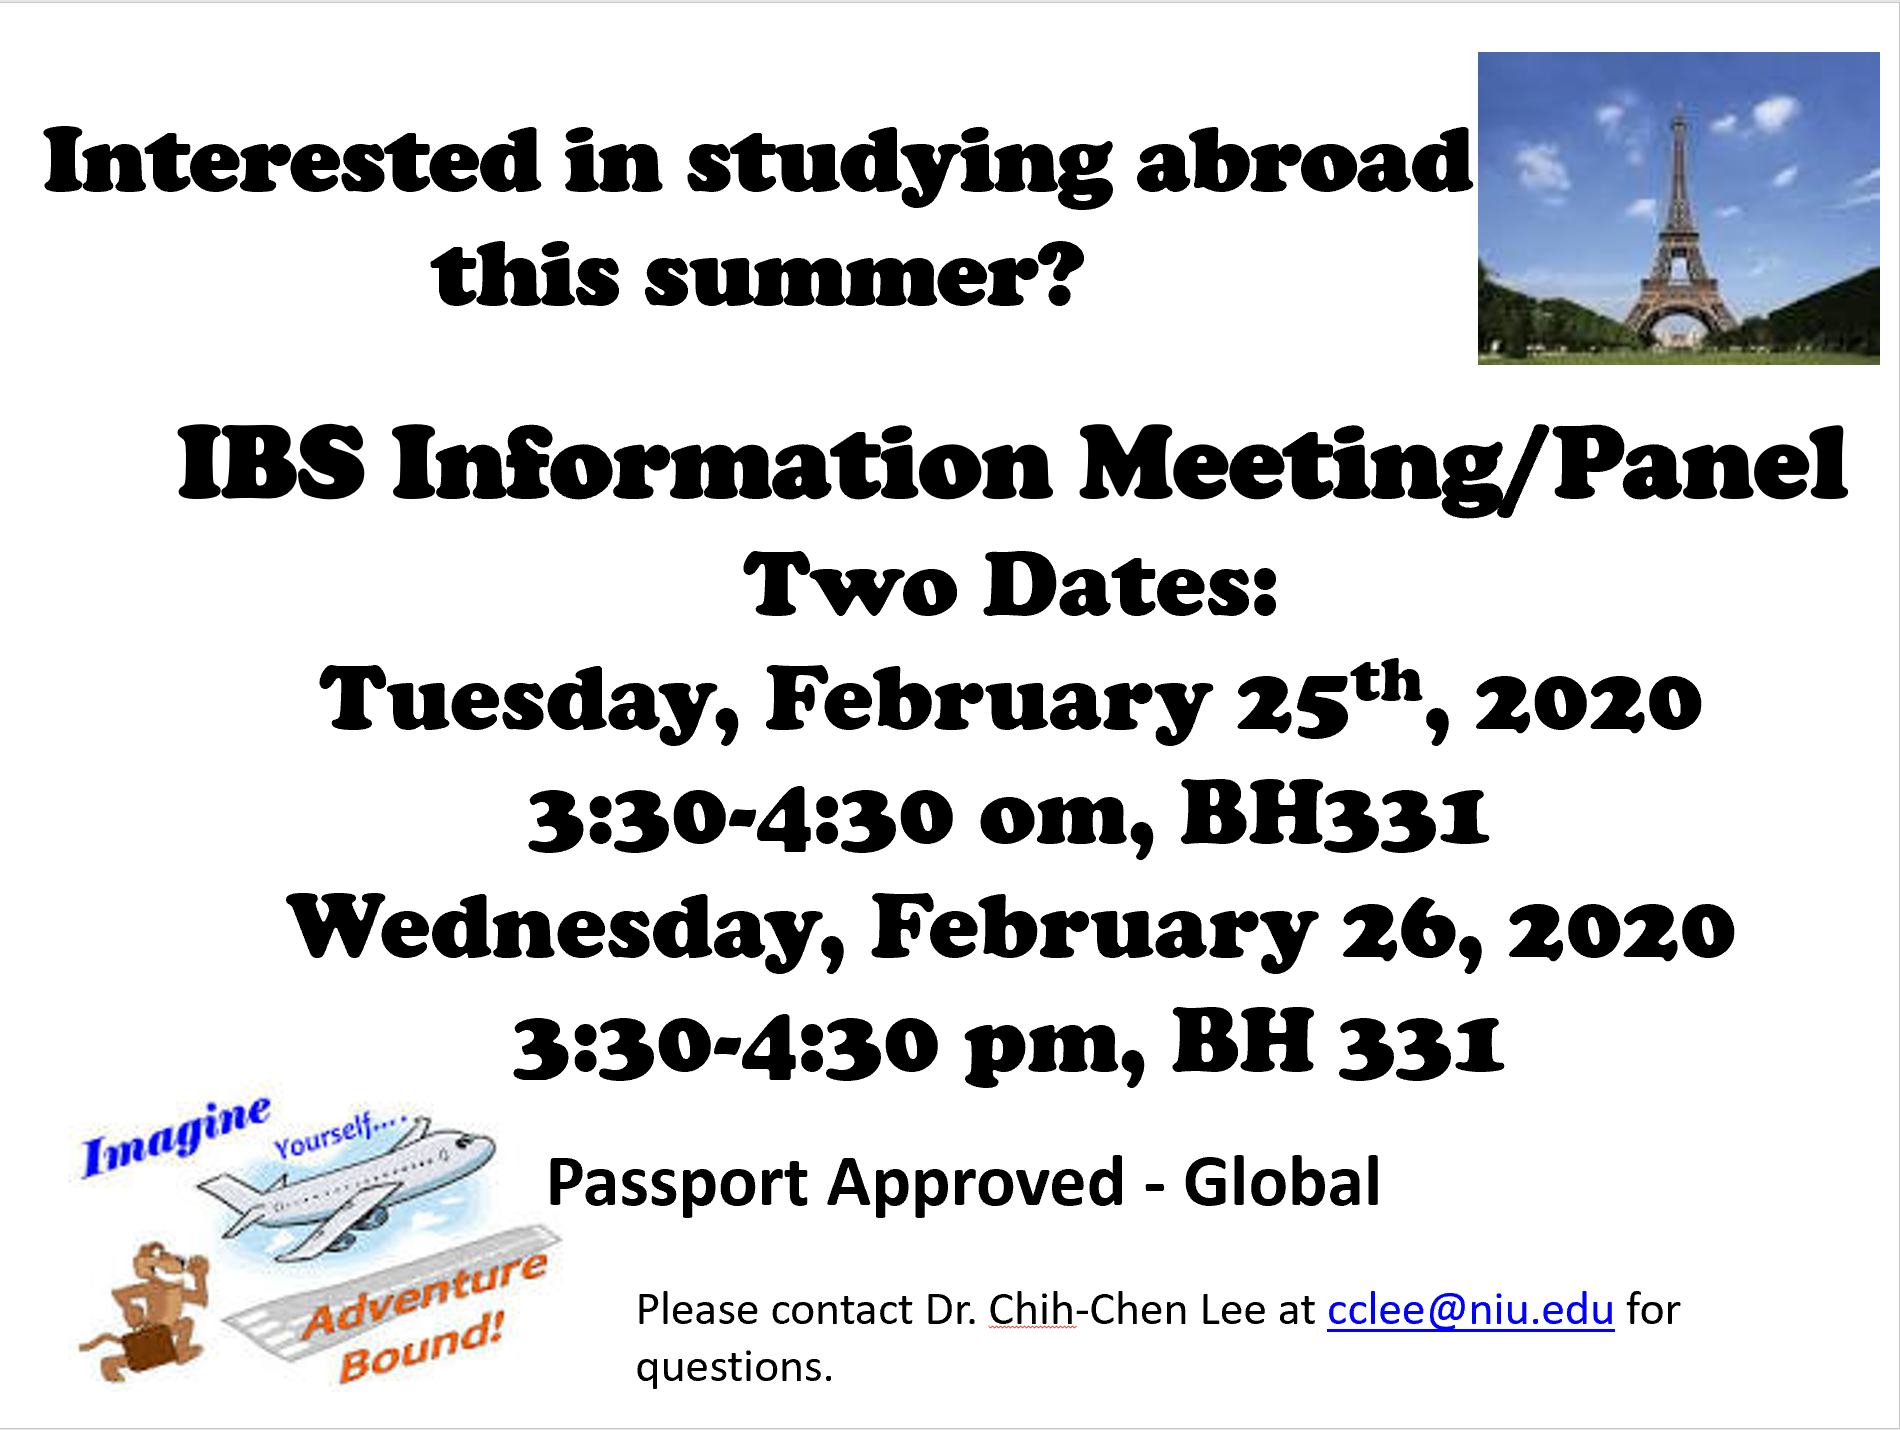 Interested in studying abroad
this summer?
IBS Information Meeting/Panel
Two Dates:
Tuesday, February 25th, 2020
3:30-4:30 om, BH331
Wednesday, February 26, 2020
3:30-4:30 pm, BH 331
Imagine
Yourself....
Adventure
Bound!
Passport Approved - Global
Please contact Dr. Chih-Chen Lee at cclee@niu.edu for
questions.